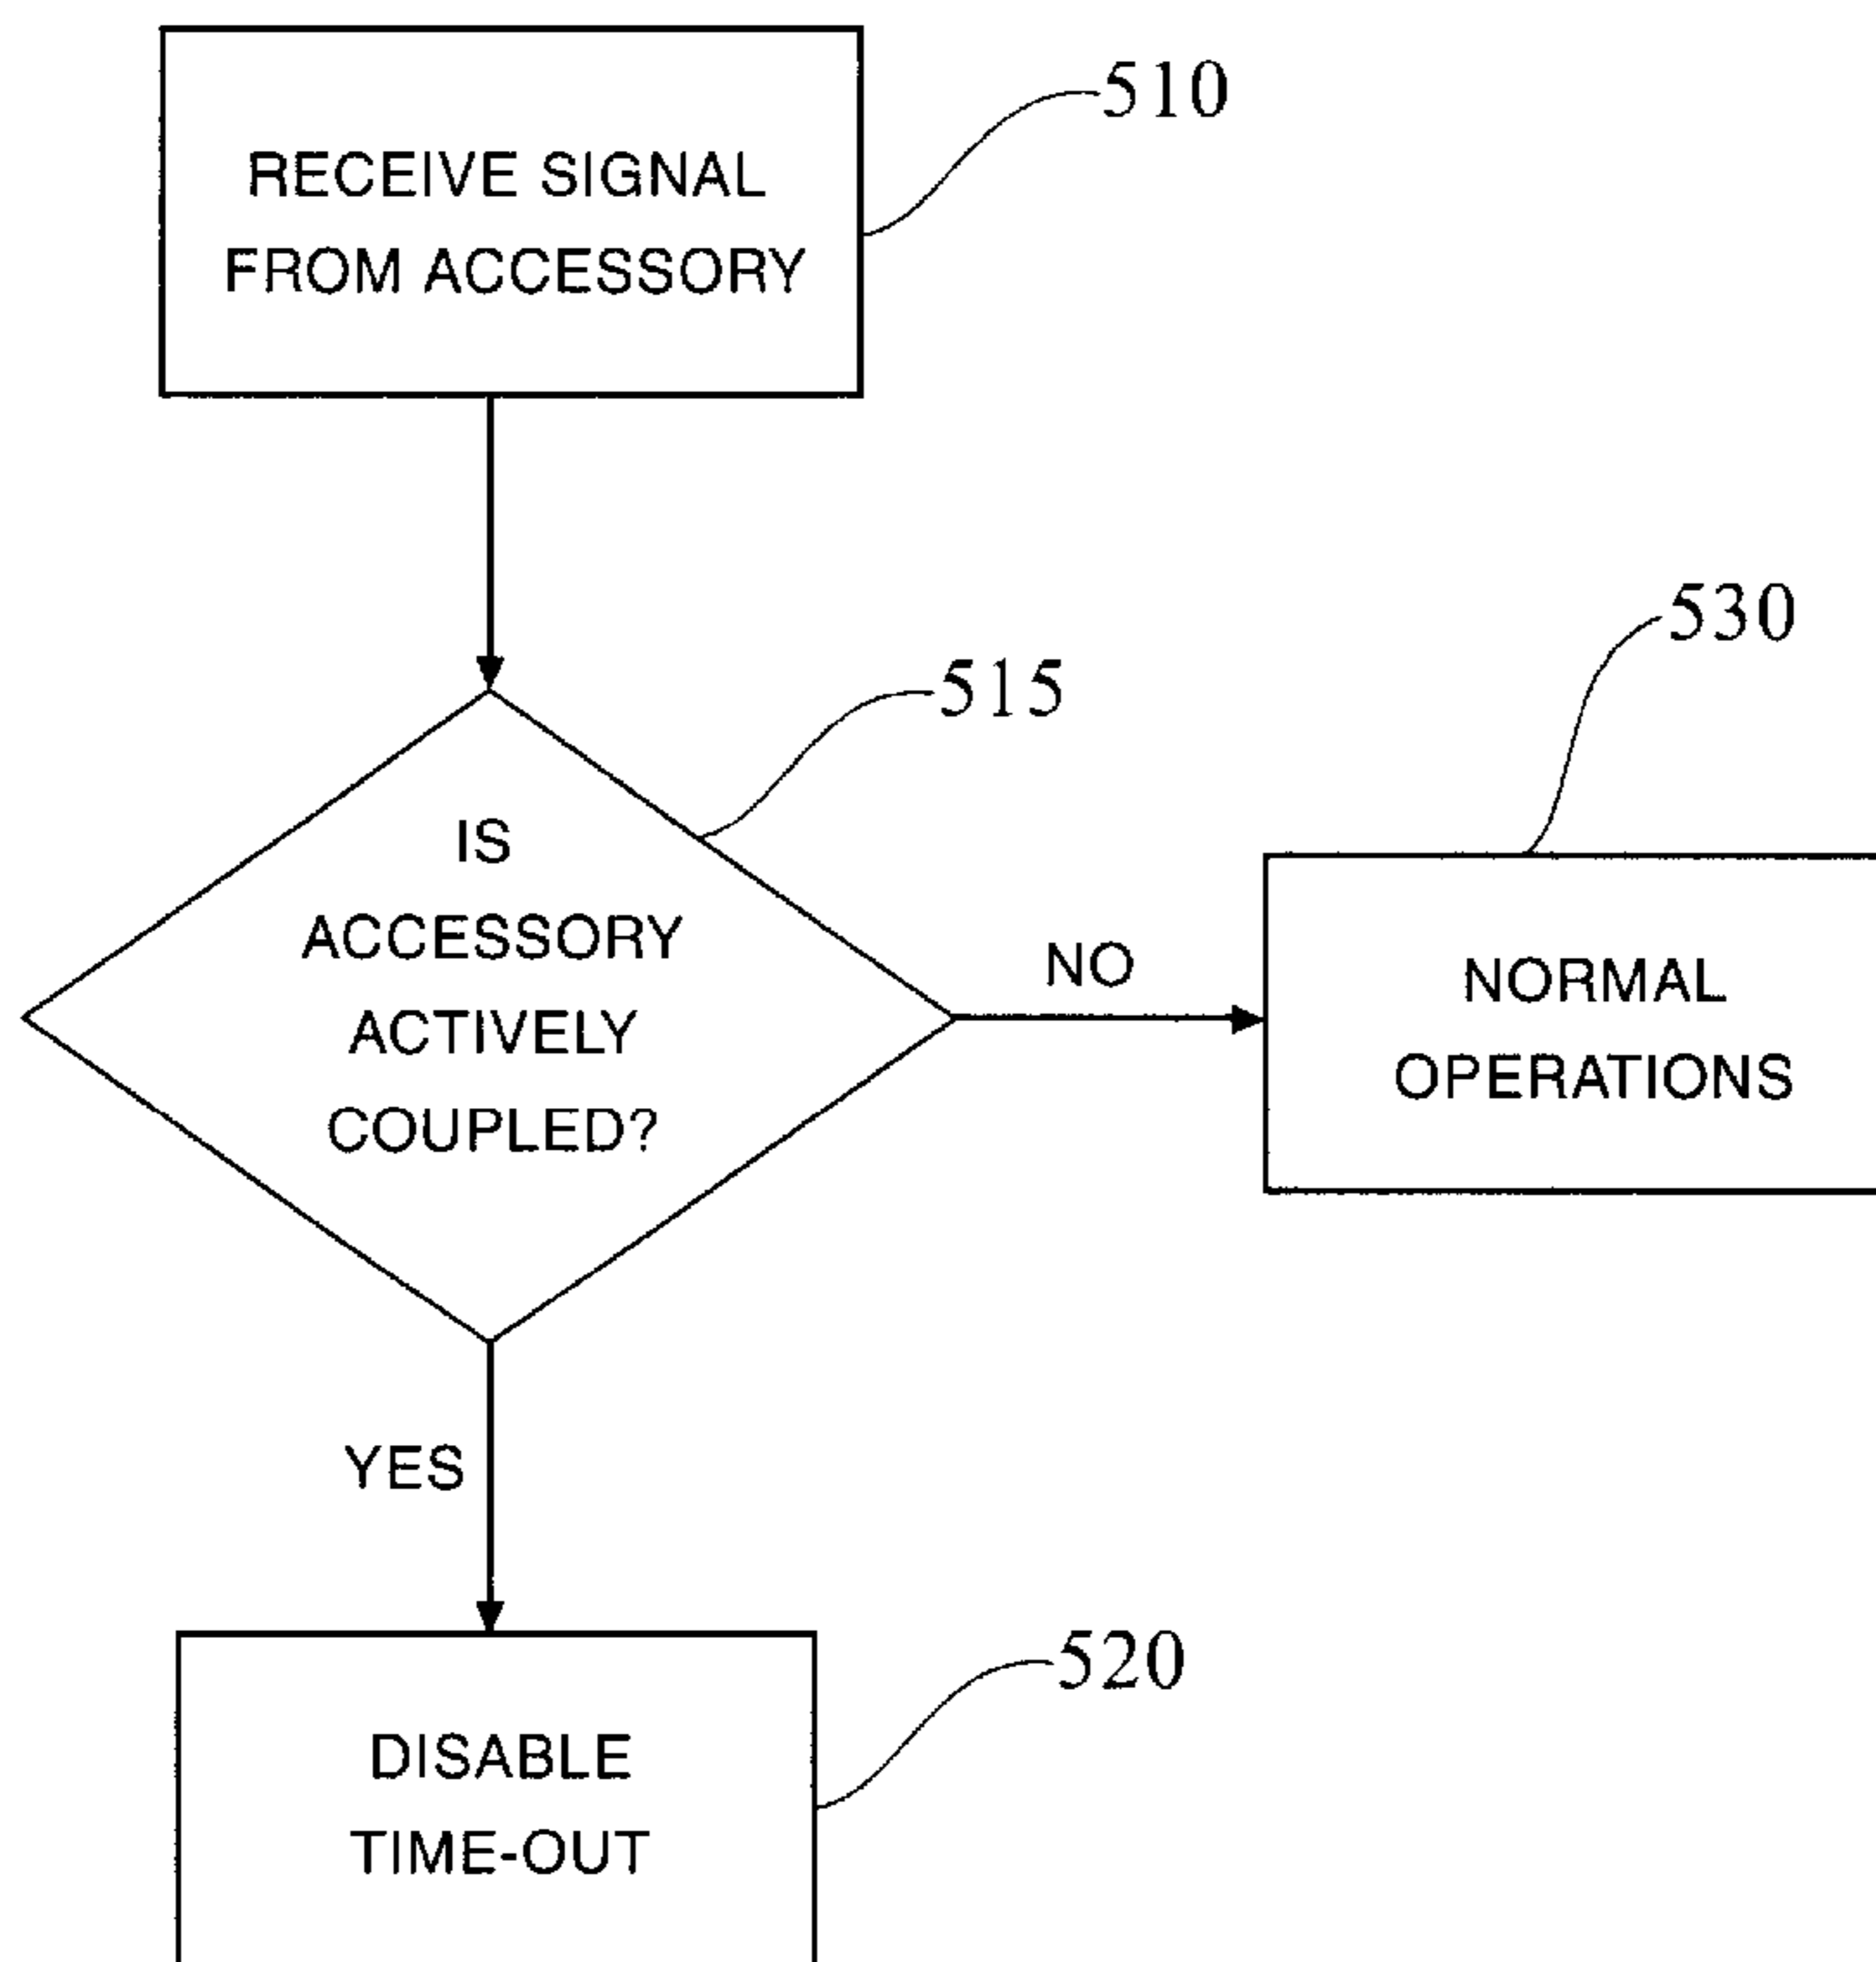 510
RECEIVE SIGNAL
FROM ACCESSORY
530
515
IS
ACCESSORY
ACTIVELY
COUPLED?
NO
NORMAL
OPERATIONS
YES
520
DISABLE
TIME-OUT